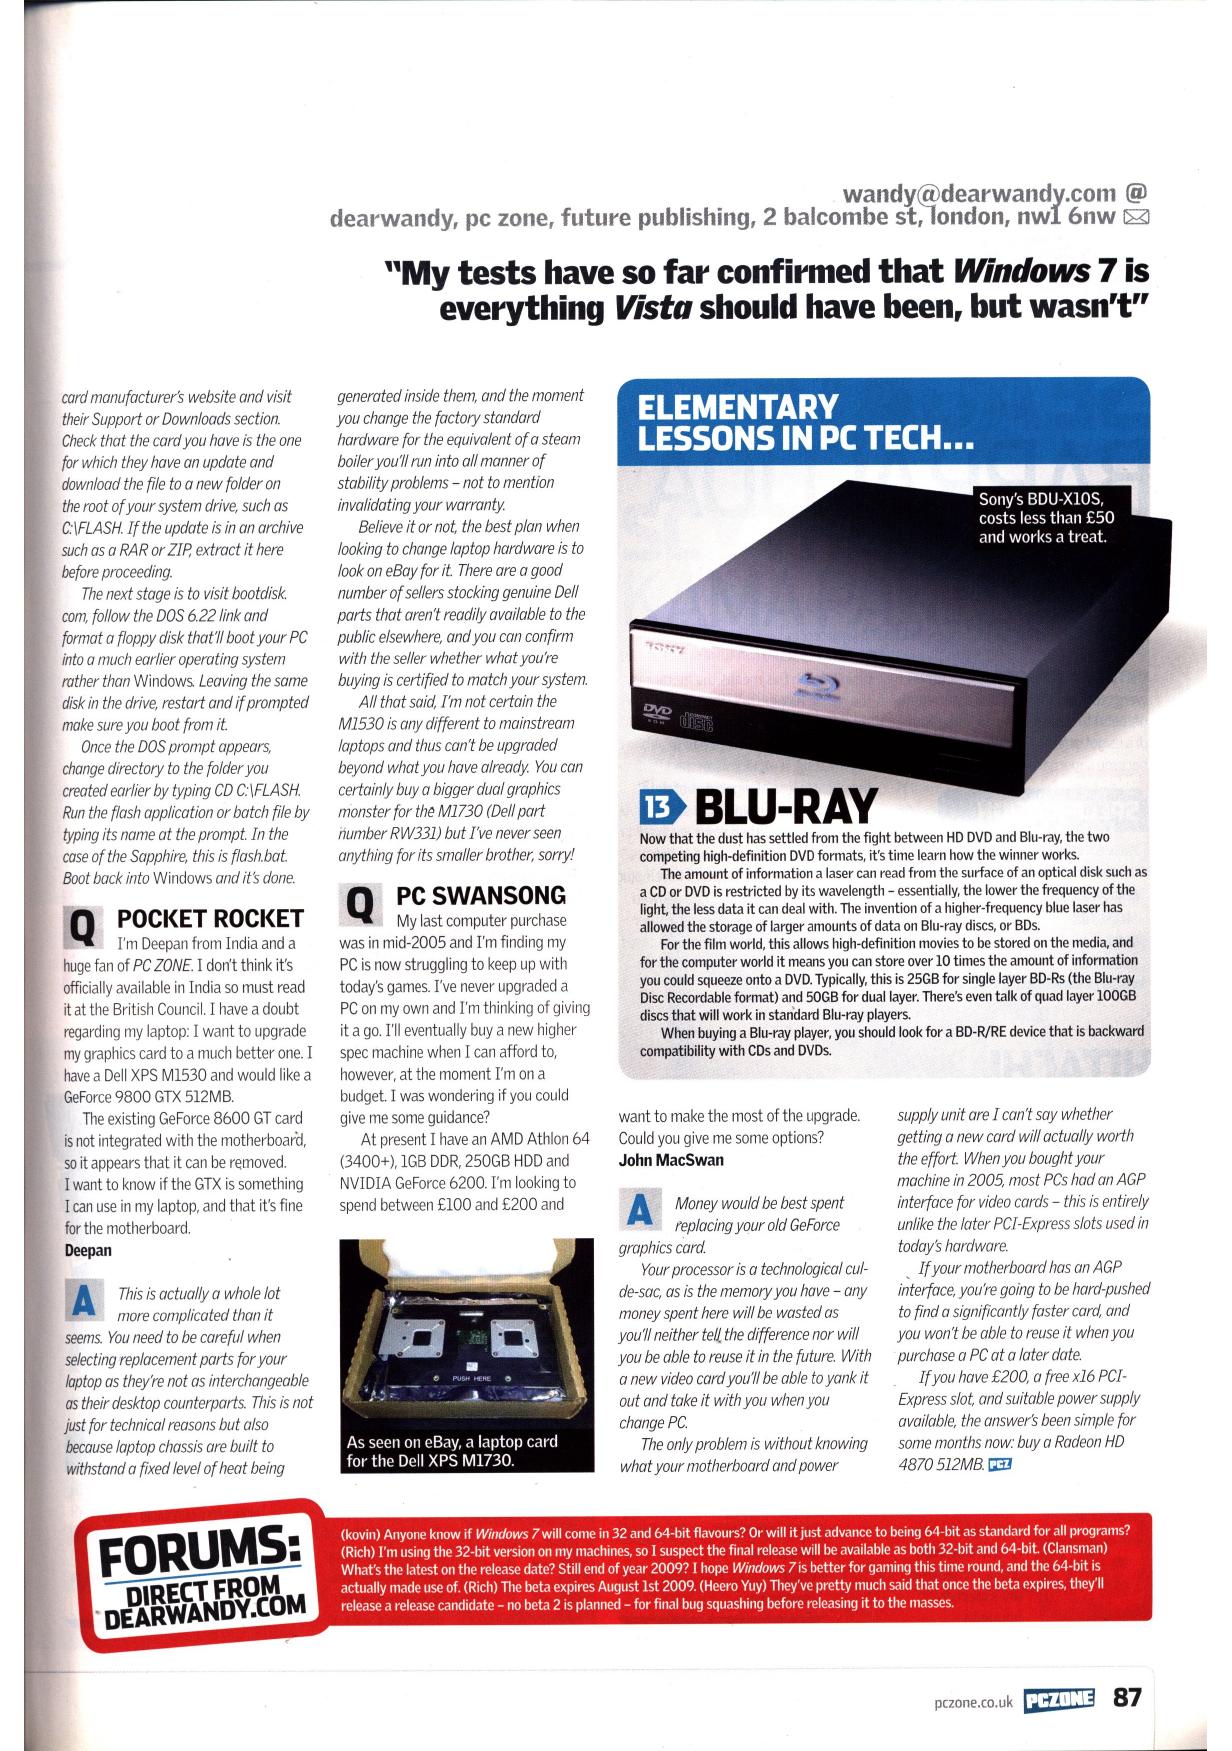 wandy@dearwandy.com @
dearwandy, pc zone, future publishing, 2 balcombe st, london, nw1 6nw
"My tests have so far confirmed that Windows 7 is
everything Vista should have been, but wasn't"
card manufacturer's website and visit
their Support or Downloads section.
Check that the card you have is the one
for which they have an update and
download the file to a new folder on
the root of your system drive, such as
C:\FLASH. If the update is in an archive
such as a RAR or ZIP, extract it here
before proceeding.
The next stage is to visit bootdisk.
com, follow the DOS 6.22 link and
format a floppy disk that'll boot your PC
into a much earlier operating system
rather than Windows. Leaving the same
disk in the drive, restart and if prompted
make sure you boot from it.
Once the DOS prompt appears,
change directory to the folder you
created earlier by typing CD C:\FLASH.
Run the flash application or batch file by
typing its name at the prompt. In the
case of the Sapphire, this is flash.bat.
Boot back into Windows and it's done.
Q POCKET ROCKET
I'm Deepan from India and a
huge fan of PC ZONE. I don't think it's
officially available in India so must read
it at the British Council. I have a doubt
regarding my laptop: I want to upgrade
my graphics card to a much better one. I
have a Dell XPS M1530 and would like a
GeForce 9800 GTX 512MB.
The existing GeForce 8600 GT card
is not integrated with the motherboard,
so it appears that it can be removed.
I want to know if the GTX is something
I can use in my laptop, and that it's fine
for the motherboard.
Deepan
A This is actually a whole lot
more complicated than it
seems. You need to be careful when
selecting replacement parts for your
laptop as they're not as interchangeable
as their desktop counterparts. This is not
just for technical reasons but also
because laptop chassis are built to
withstand a fixed level of heat being
generated inside them, and the moment
you change the factory standard
hardware for the equivalent of a steam
boiler you'll run into all manner of
stability problems – not to mention
invalidating your warranty.
Believe it or not, the best plan when
looking to change laptop hardware is to
look on eBay for it. There are a good
number of sellers stocking genuine Dell
parts that aren't readily available to the
public elsewhere, and you can confirm
with the seller whether what you're
buying is certified to match your system.
All that said, I'm not certain the
M1530 is any different to mainstream
laptops and thus can't be upgraded
beyond what you have already. You can
certainly buy a bigger dual graphics
monster for the M1730 (Dell part
number RW331) but I've never seen
anything for its smaller brother, sorry!
Q PC SWANSONG
My last computer purchase
was in mid-2005 and I'm finding my
PC is now struggling to keep up with
today's games. I've never upgraded a
PC on my own and I'm thinking of giving
it a go. I'll eventually buy a new higher
spec machine when I can afford to,
however, at the moment I'm on a
budget. I was wondering if you could
give me some guidance?
At present I have an AMD Athlon 64
(3400+), 1GB DDR, 250GB HDD and
NVIDIA GeForce 6200. I'm looking to
spend between £100 and £200 and
PUSH HERE
As seen on eBay, a laptop card
for the Dell XPS M1730.
ELEMENTARY
LESSONS IN PC TECH...
Sony's BDU-X10S,
costs less than £50
and works a treat.
SONY
DVD
ROM
COMPACT
disc
Blu-ray
13 BLU-RAY
Now that the dust has settled from the fight between HD DVD and Blu-ray, the two
competing high-definition DVD formats, it's time learn how the winner works.
The amount of information a laser can read from the surface of an optical disk such as
a CD or DVD is restricted by its wavelength – essentially, the lower the frequency of the
light, the less data it can deal with. The invention of a higher-frequency blue laser has
allowed the storage of larger amounts of data on Blu-ray discs, or BDs.
For the film world, this allows high-definition movies to be stored on the media, and
for the computer world it means you can store over 10 times the amount of information
you could squeeze onto a DVD. Typically, this is 25GB for single layer BD-Rs (the Blu-ray
Disc Recordable format) and 50GB for dual layer. There's even talk of quad layer 100GB
discs that will work in standard Blu-ray players.
When buying a Blu-ray player, you should look for a BD-R/RE device that is backward
compatibility with CDs and DVDs.
want to make the most of the upgrade.
Could you give me some options?
John MacSwan
A Money would be best spent
replacing your old GeForce
graphics card.
Your processor is a technological cul-
de-sac, as is the memory you have – any
money spent here will be wasted as
you'll neither tell the difference nor will
you be able to reuse it in the future. With
a new video card you'll be able to yank it
out and take it with you when you
change PC.
The only problem is without knowing
what your motherboard and power
supply unit are I can't say whether
getting a new card will actually worth
the effort. When you bought your
machine in 2005, most PCs had an AGP
interface for video cards – this is entirely
unlike the later PCI-Express slots used in
today's hardware.
If your motherboard has an AGP
interface, you're going to be hard-pushed
to find a significantly faster card, and
you won't be able to reuse it when you
purchase a PC at a later date.
If you have £200, a free x16 PCI-
Express slot, and suitable power supply
available, the answer's been simple for
some months now: buy a Radeon HD
4870 512MB. PCZ
FORUMS:
DIRECT FROM
DEARWANDY.COM
(kovin) Anyone know if Windows 7 will come in 32 and 64-bit flavours? Or will it just advance to being 64-bit as standard for all programs?
(Rich) I'm using the 32-bit version on my machines, so I suspect the final release will be available as both 32-bit and 64-bit. (Clansman)
What's the latest on the release date? Still end of year 2009? I hope Windows 7 is better for gaming this time round, and the 64-bit is
actually made use of. (Rich) The beta expires August 1st 2009. (Heero Yuy) They've pretty much said that once the beta expires, they'll
release a release candidate – no beta 2 is planned – for final bug squashing before releasing it to the masses.
pczone.co.uk PCZONE 87